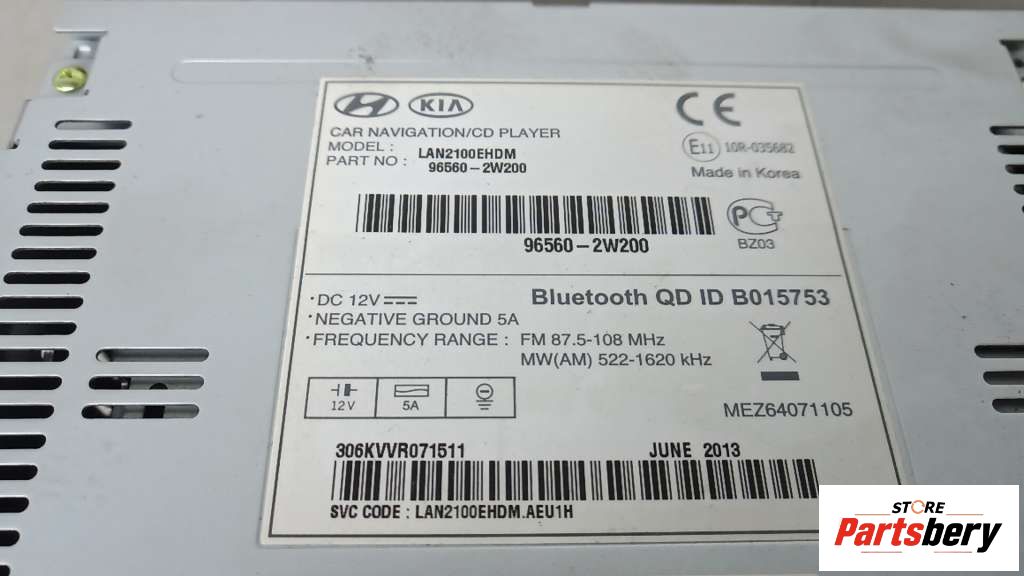 KIA
CE
CAR NAVIGATION/CD PLAYER
MODEL : LAN2100EHDM
PART NO : 96560-2W200
E11 10R-035682
Made in Korea
96560-2W200
PG
BZ03
·DC 12V
Bluetooth QD ID B015753
·NEGATIVE GROUND 5A
·FREQUENCY RANGE : FM 87.5-108 MHz
MW(AM) 522-1620 kHz
12V 5A
MEZ64071105
306KVVR071511 JUNE 2013
SVC CODE : LAN2100EHDM.AEU1H
STORE
Partsbery